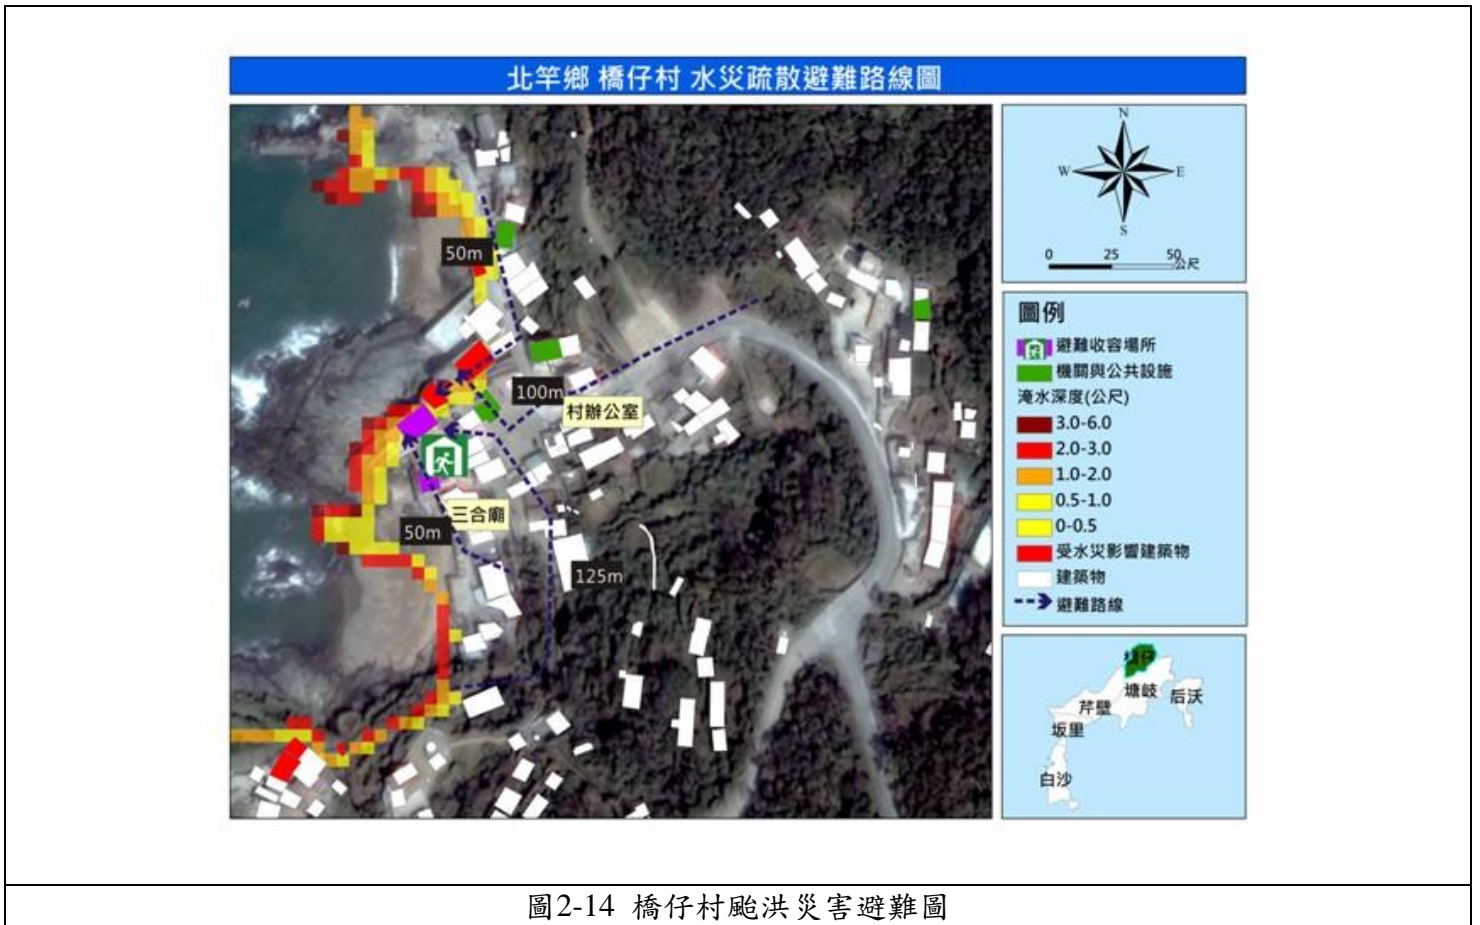 北竿鄉 橋仔村 水災疏散避難路線圖
50m
100m
村辦公室
三合廟
50m
125m
N
W
E
S
0
25
50
公尺
圖例
避難收容場所
機關與公共設施
淹水深度(公尺)
3.0-6.0
2.0-3.0
1.0-2.0
0.5-1.0
0-0.5
受水災影響建築物
建築物
避難路線
塘岐
后沃
芹壁
坂里
白沙
圖2-14 橋仔村颱洪災害避難圖